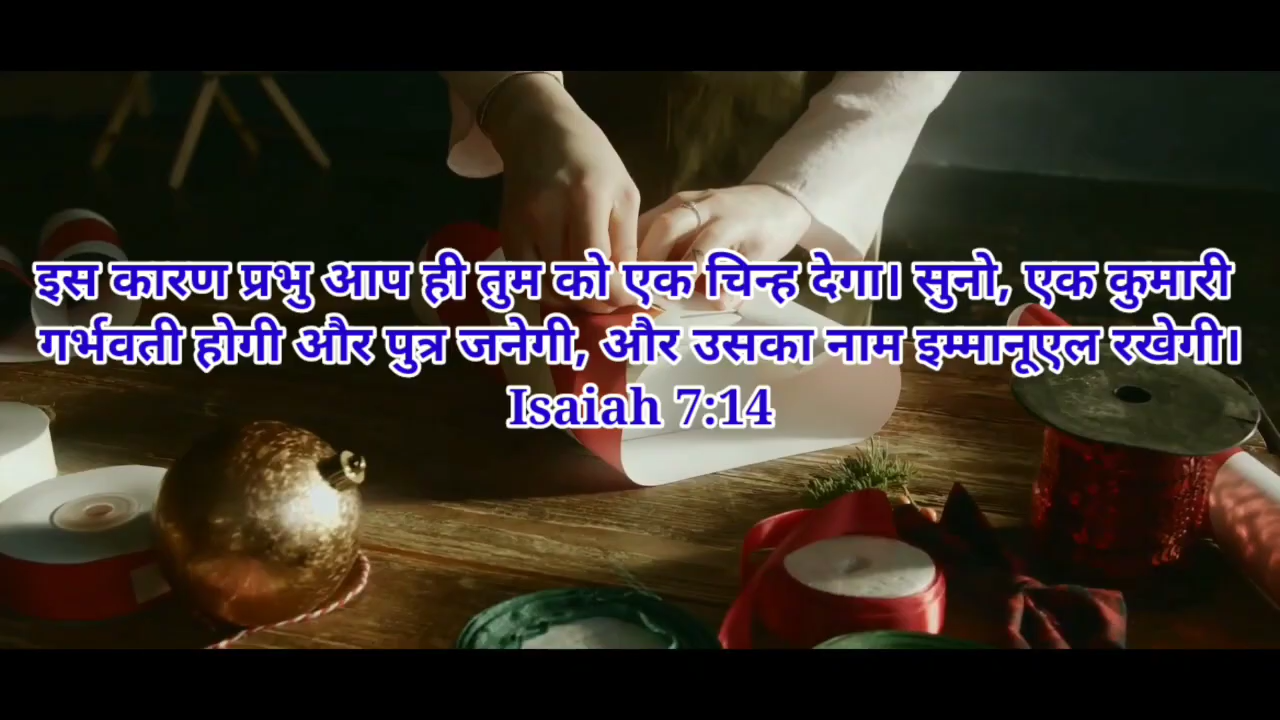 इस कारण प्रभु आप ही तुम को एक चिन्ह देगा। सुनो, एक कुमारी
गर्भवती होगी और पुत्र जनेगी, और उसका नाम इम्मानूएल रखेगी।
Isaiah 7:14